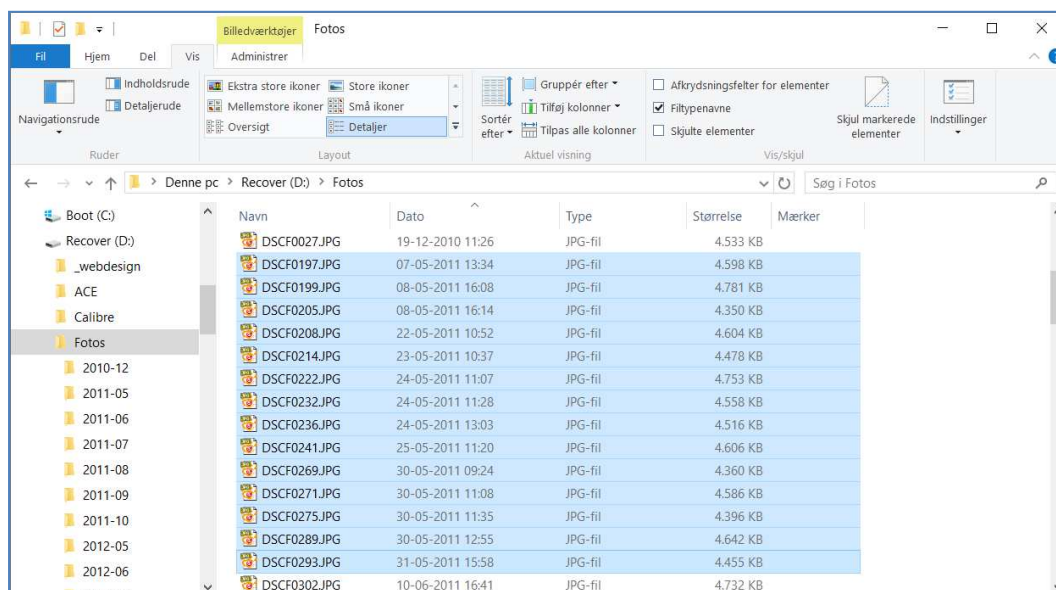 Billedværktøjer Fotos
Fil Hjem Del Vis Administrer
Navigationsrude
Indholdsrude
Detaljerude
Ruder
Ekstra store ikoner Store ikoner
Mellemstore ikoner Små ikoner
Oversigt Detaljer
Layout
Sortér efter
Gruppér efter
Tilføj kolonner
Tilpas alle kolonner
Aktuel visning
Afkrydsningsfelter for elementer
Filtypenavne
Skjulte elementer
Skjul markerede elementer
Vis/skjul
Indstillinger
Denne pc > Recover (D:) > Fotos
Søg i Fotos
Boot (C:)
Recover (D:)
_webdesign
ACE
Calibre
Fotos
2010-12
2011-05
2011-06
2011-07
2011-08
2011-09
2011-10
2012-05
2012-06
Navn Dato Type Størrelse Mærker
DSCF0027.JPG 19-12-2010 11:26 JPG-fil 4.533 KB
DSCF0197.JPG 07-05-2011 13:34 JPG-fil 4.598 KB
DSCF0199.JPG 08-05-2011 16:08 JPG-fil 4.781 KB
DSCF0205.JPG 08-05-2011 16:14 JPG-fil 4.350 KB
DSCF0208.JPG 22-05-2011 10:52 JPG-fil 4.604 KB
DSCF0214.JPG 23-05-2011 10:37 JPG-fil 4.478 KB
DSCF0222.JPG 24-05-2011 11:07 JPG-fil 4.753 KB
DSCF0232.JPG 24-05-2011 11:28 JPG-fil 4.558 KB
DSCF0236.JPG 24-05-2011 13:03 JPG-fil 4.516 KB
DSCF0241.JPG 25-05-2011 11:20 JPG-fil 4.606 KB
DSCF0269.JPG 30-05-2011 09:24 JPG-fil 4.360 KB
DSCF0271.JPG 30-05-2011 11:08 JPG-fil 4.586 KB
DSCF0275.JPG 30-05-2011 11:35 JPG-fil 4.396 KB
DSCF0289.JPG 30-05-2011 12:55 JPG-fil 4.642 KB
DSCF0293.JPG 31-05-2011 15:58 JPG-fil 4.455 KB
DSCF0302.JPG 10-06-2011 16:41 JPG-fil 4.732 KB